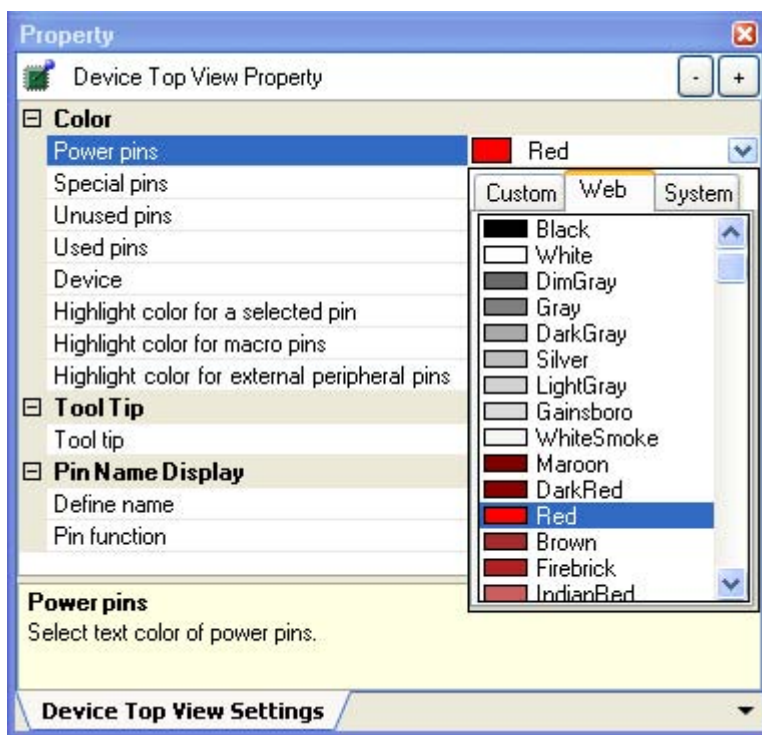 Property
Device Top View Property
- +
Color
Power pins
Red
Special pins
Unused pins
Used pins
Device
Highlight color for a selected pin
Highlight color for macro pins
Highlight color for external peripheral pins
Tool Tip
Tool tip
Pin Name Display
Define name
Pin function
Custom Web System
Black
White
DimGray
Gray
DarkGray
Silver
LightGray
Gainsboro
WhiteSmoke
Maroon
DarkRed
Red
Brown
Firebrick
IndianRed
Power pins
Select text color of power pins.
Device Top View Settings